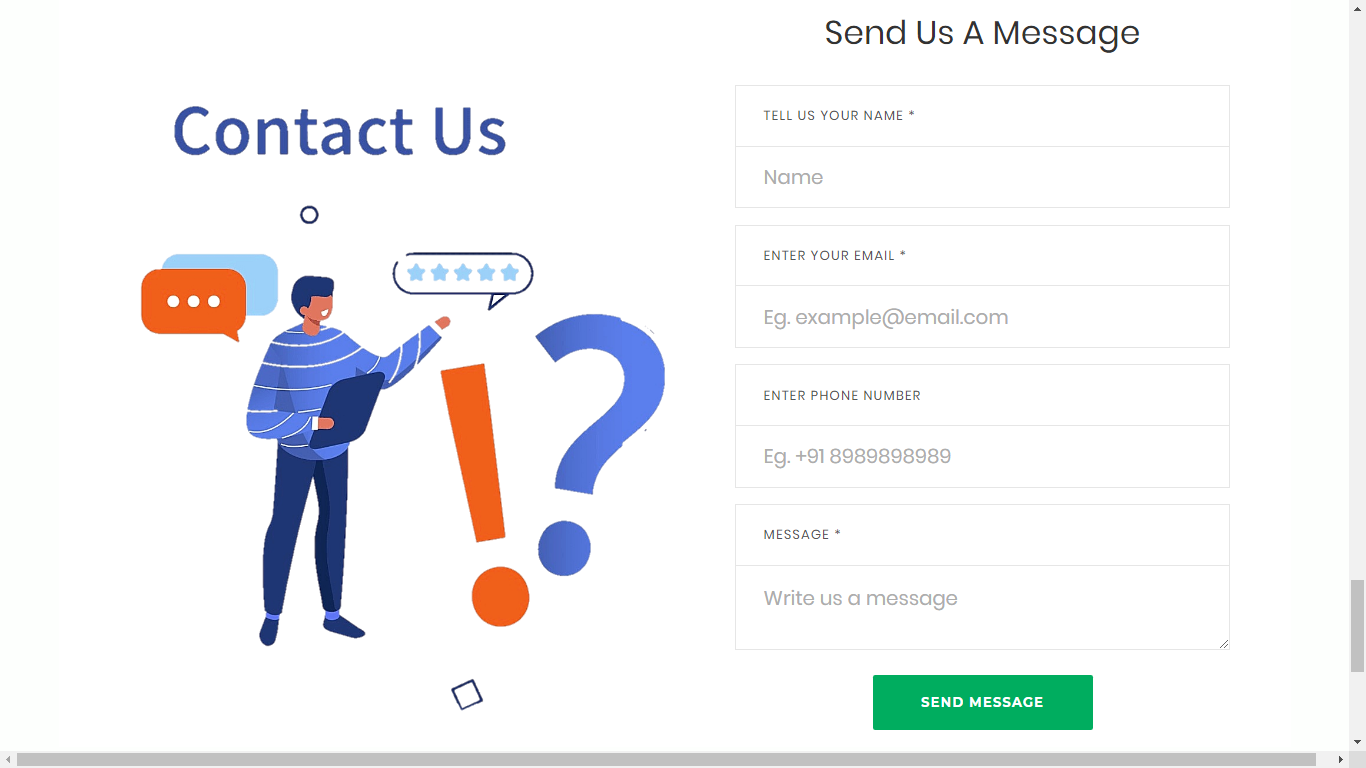 Contact Us
Send Us A Message
TELL US YOUR NAME *
Name
ENTER YOUR EMAIL *
Eg. example@email.com
ENTER PHONE NUMBER
Eg. +91 8989898989
MESSAGE *
Write us a message
SEND MESSAGE